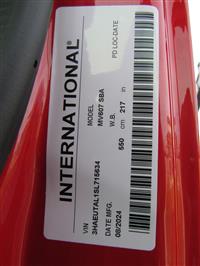 INTERNATIONAL®
MODEL PD LOC-DATE
MV607 SBA
W.B. 217 in
550 cm
VIN
3HAEUTAL1SL715634
DATE MFG.
08/2024